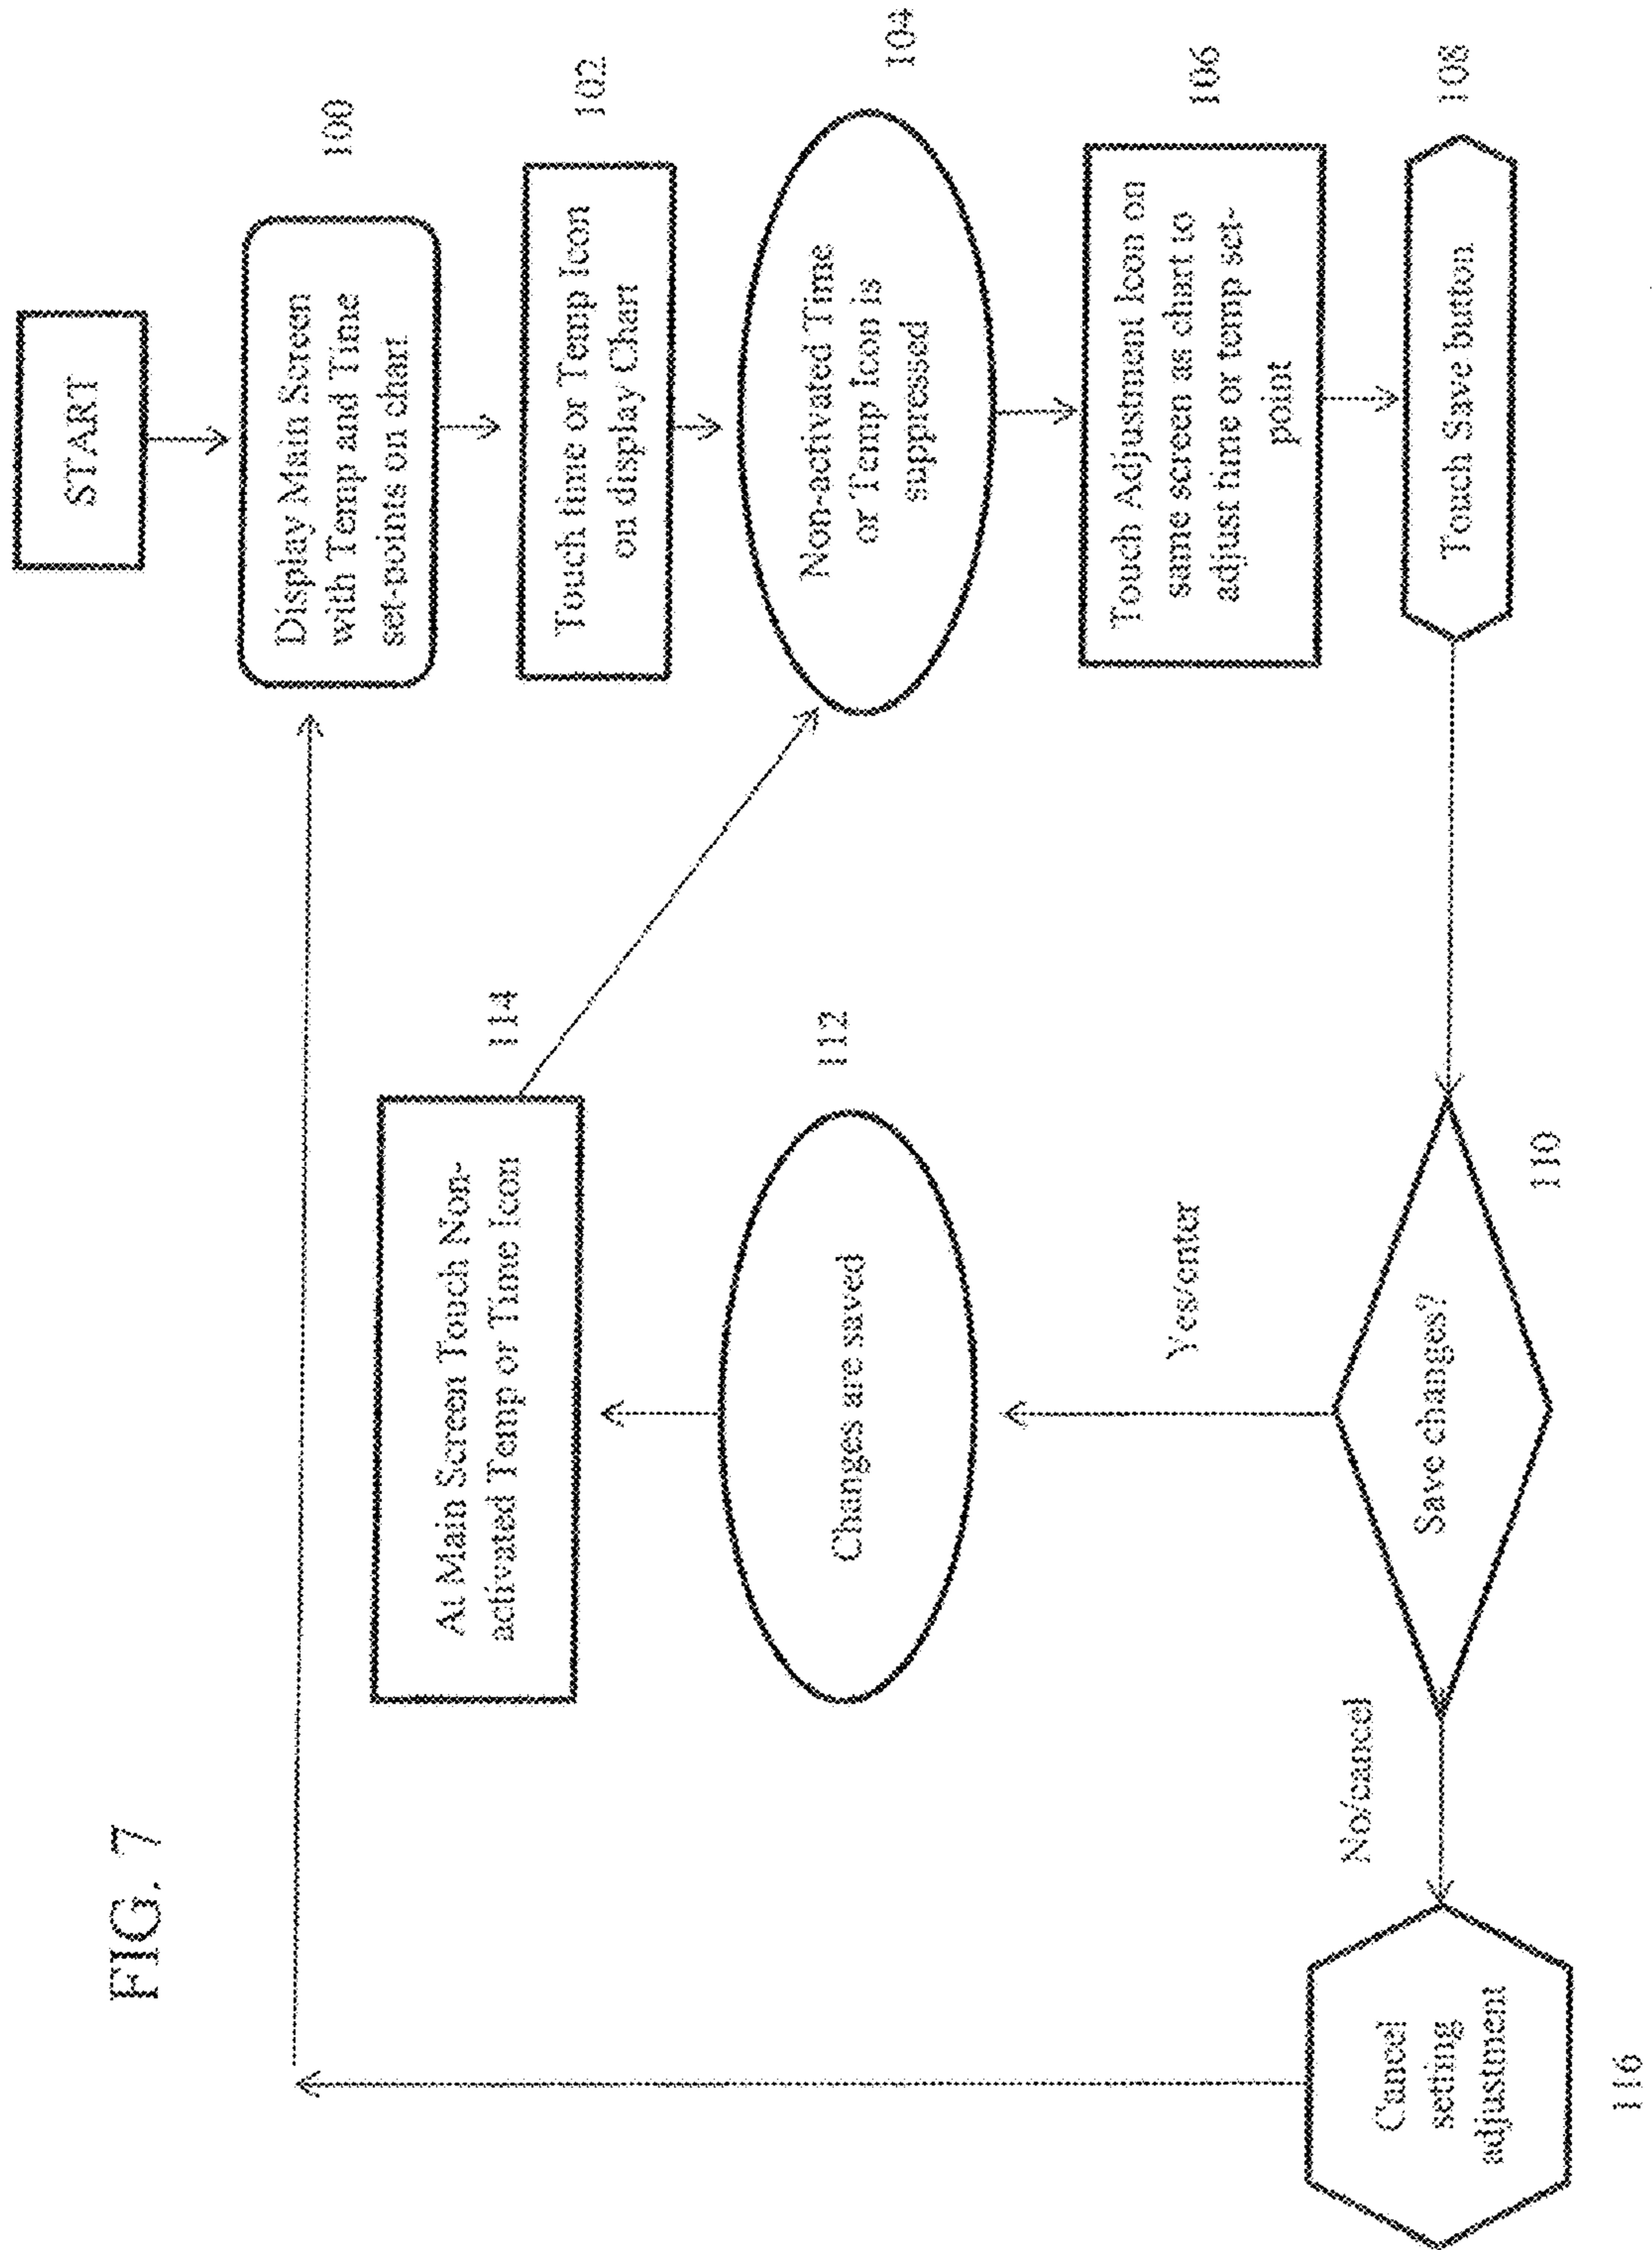 FIG. 7
START
Display Main Screen
with Temp and Time
set-points on chart
100
Touch time or Temp Icon
on display Chart
102
Non-activated Time
or Temp Icon is
suppressed
104
Touch Adjustment Icon on
same screen as chart to
adjust time or temp set-
point
106
Touch Save button
108
Save changes?
110
Yes/enter
Changes are saved
112
At Main Screen Touch Non-
activated Temp or Time Icon
114
No/cancel
Cancel
setting
adjustment
116